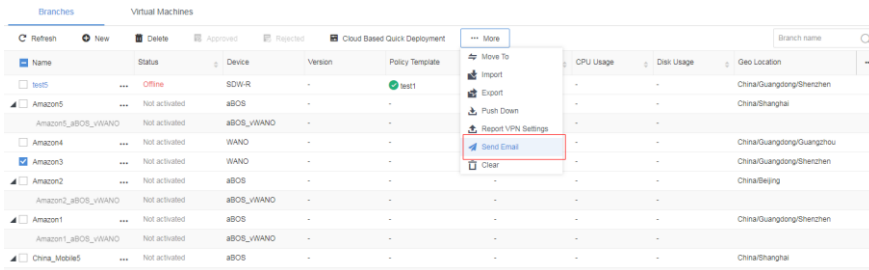 Branches Virtual Machines
Refresh New Delete Approved Rejected Cloud Based Quick Deployment ··· More Branch name
Name Status Device Version Policy Template CPU Usage Disk Usage Geo Location ...
Move To
Import
Export
Push Down
Report VPN Settings
Send Email
Clear
test5 ... Offline SDW-R - test1 - - China/Guangdong/Shenzhen
Amazon5 ... Not activated aBOS - - - - China/Shanghai
Amazon5_aBOS_vWANO Not activated aBOS_vWANO - - - -
Amazon4 ... Not activated WANO - - - - China/Guangdong/Guangzhou
Amazon3 ... Not activated WANO - - - - China/Guangdong/Shenzhen
Amazon2 ... Not activated aBOS - - - - China/Beijing
Amazon2_aBOS_vWANO Not activated aBOS_vWANO - - - - -
Amazon1 ... Not activated aBOS - - - - - China/Guangdong/Shenzhen
Amazon1_aBOS_vWANO Not activated aBOS_vWANO - - - - -
China_Mobile5 ... Not activated aBOS - - - - - China/Shanghai